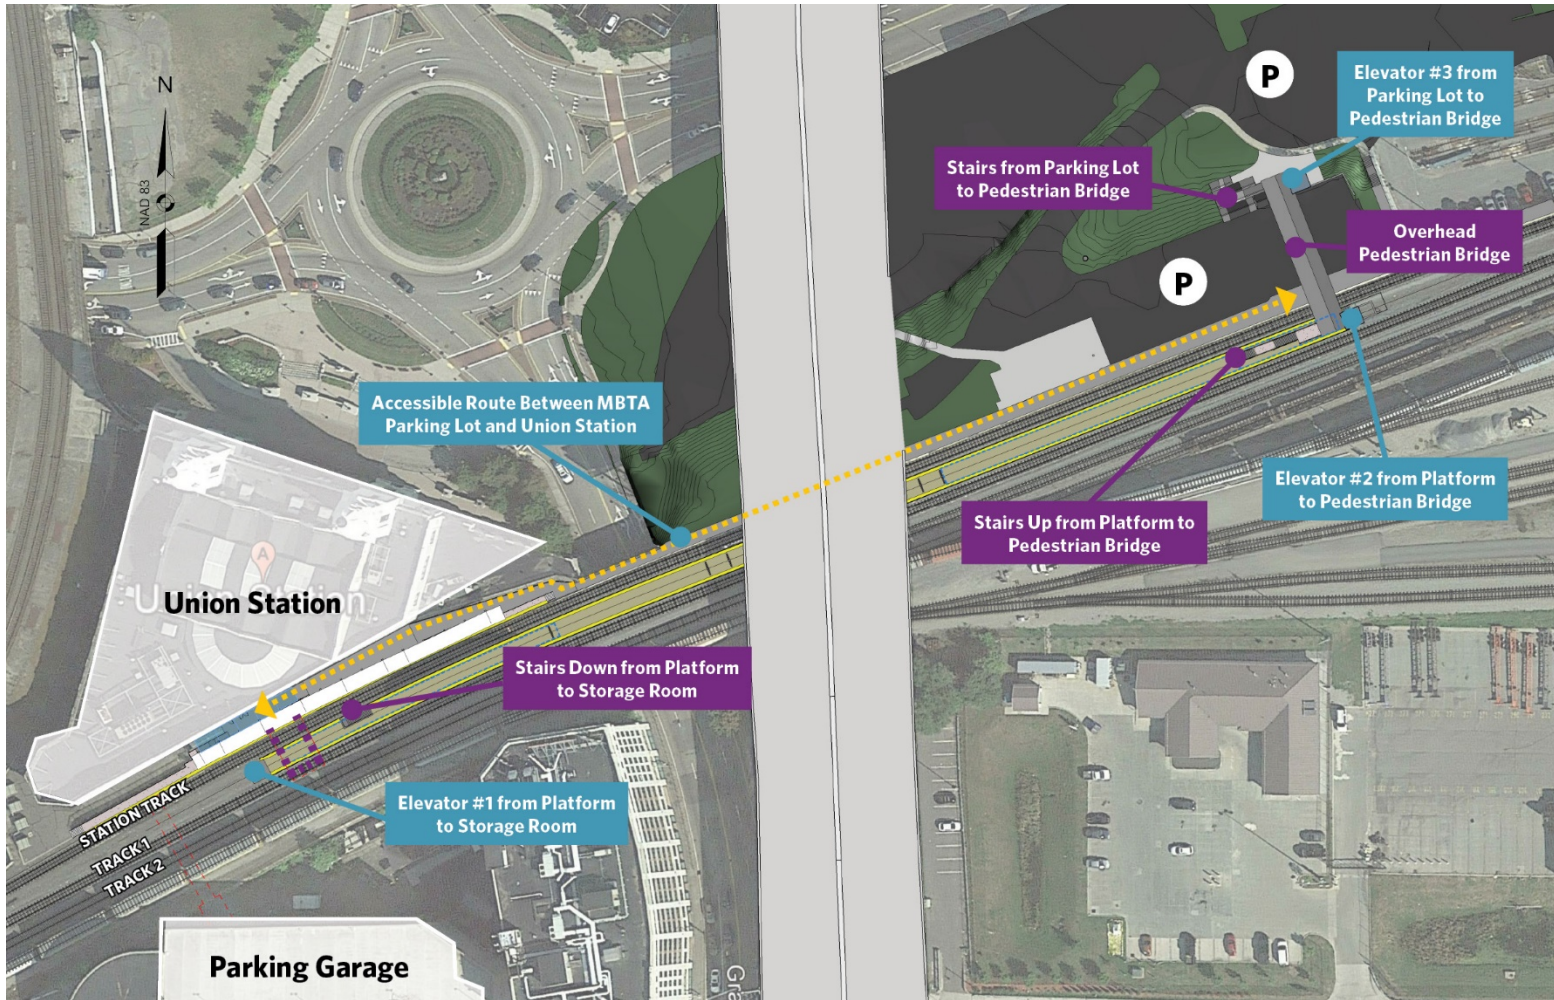 N
NAD 83
P
P
Elevator #3 from
Parking Lot to
Pedestrian Bridge
Stairs from Parking Lot
to Pedestrian Bridge
Overhead
Pedestrian Bridge
Accessible Route Between MBTA
Parking Lot and Union Station
Elevator #2 from Platform
to Pedestrian Bridge
Stairs Up from Platform to
Pedestrian Bridge
A
Union Station
Union Station
Stairs Down from Platform
to Storage Room
Elevator #1 from Platform
to Storage Room
STATION TRACK
TRACK 1
TRACK 2
Parking Garage
Gra